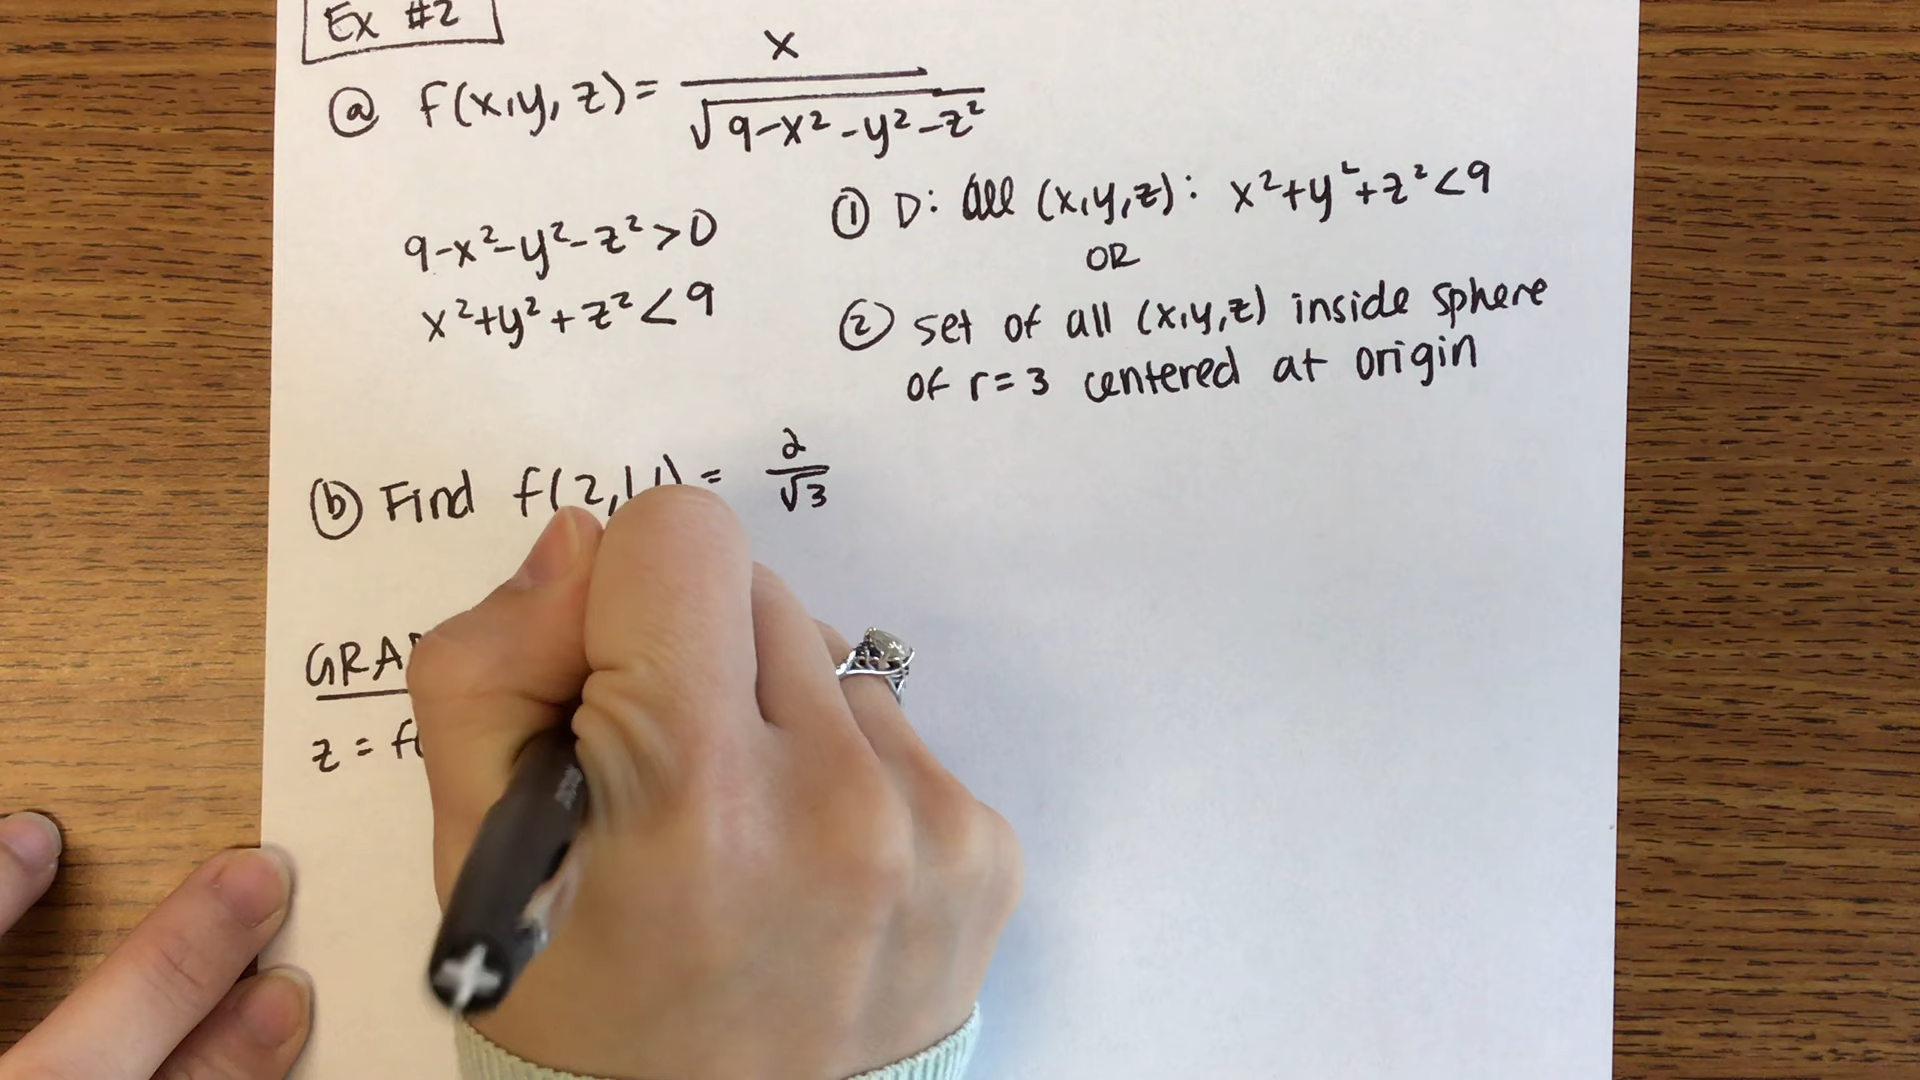 Ex #2
ⓐ f(x,y,z) = x / √(9-x²-y²-z²)
9-x²-y²-z²>0
x²+y²+z²<9
① D: all (x,y,z): x²+y²+z²<9
OR
② set of all (x,y,z) inside sphere
of r=3 centered at origin
ⓑ Find f(2,1,1) = 2/√3
z = f(